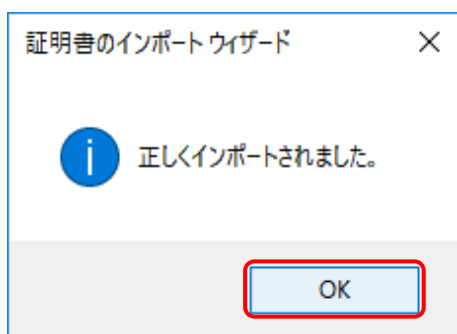 証明書のインポート ウィザード
正しくインポートされました。
OK